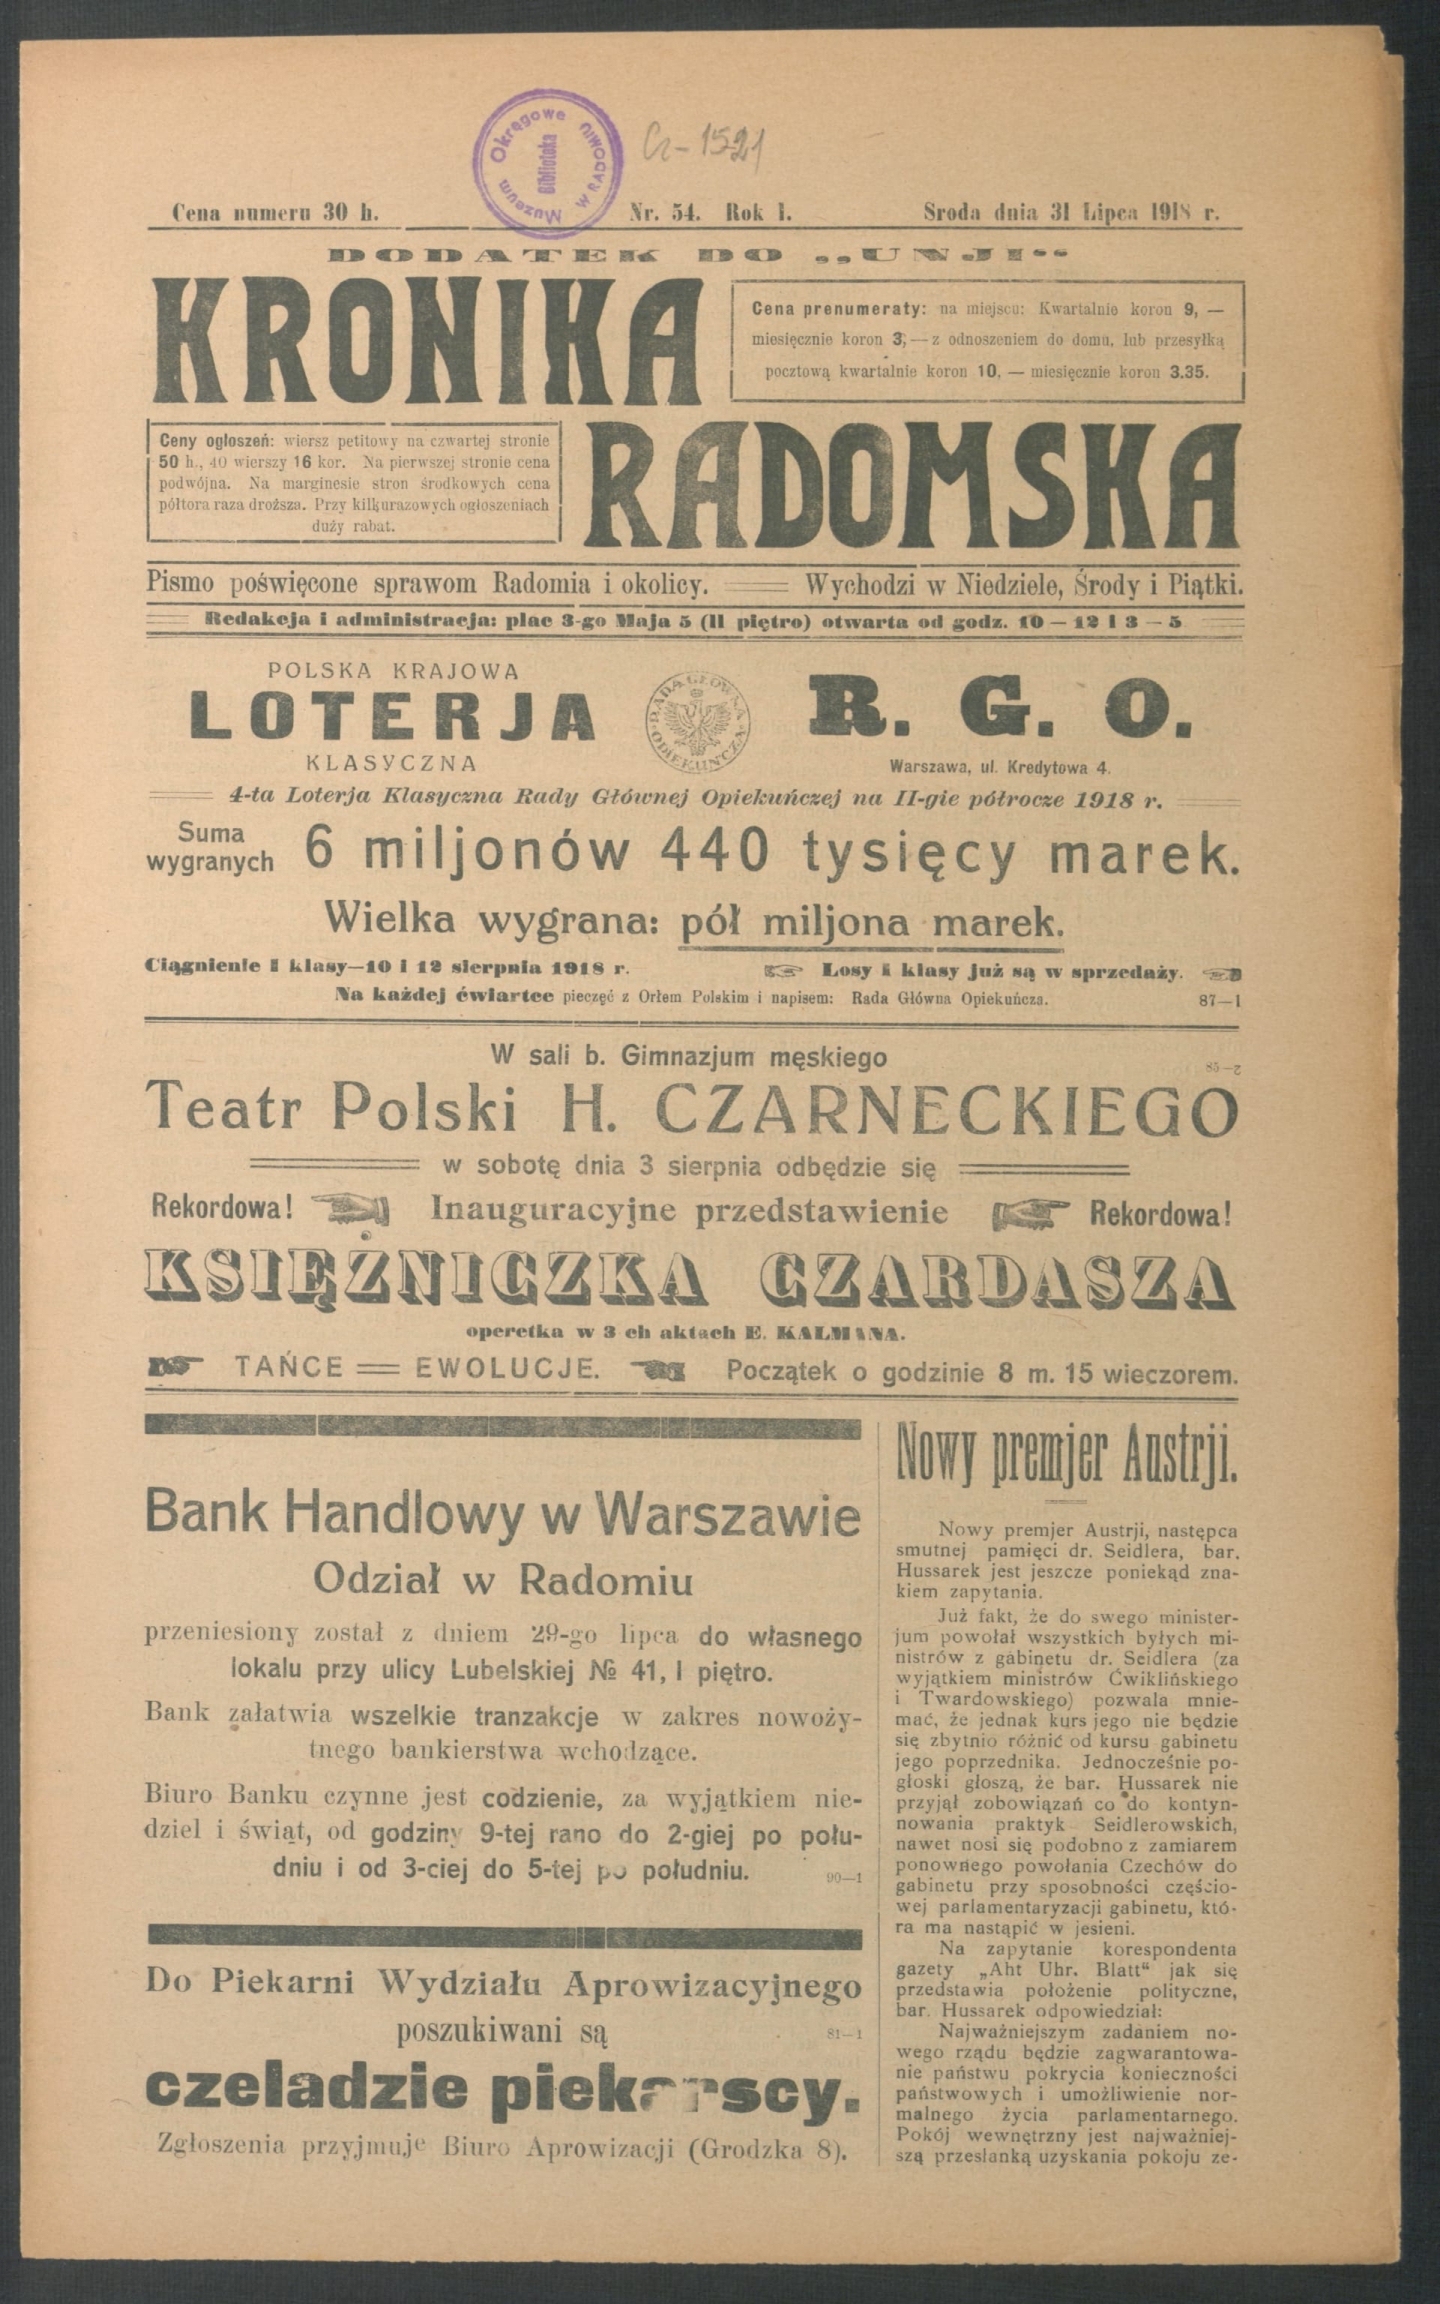 Muzeum Okręgowe w RADOMIU
Biblioteka
Cz-1521
Cena numeru 30 h.
Nr. 54. Rok I.
Środa dnia 31 Lipca 1918 r.
DODATEK DO „UNJI“
KRONIKA
Cena prenumeraty: na miejscu: Kwartalnie koron 9, —
miesięcznie koron 3,— z odnoszeniem do domu, lub przesyłką
pocztową kwartalnie koron 10, — miesięcznie koron 3.35.
Ceny ogłoszeń: wiersz petitowy na czwartej stronie
50 h., 40 wierszy 16 kor. Na pierwszej stronie cena
podwójna. Na marginesie stron środkowych cena
półtora raza droższa. Przy kilkurazowych ogłoszeniach
duży rabat.
RADOMSKA
Pismo poświęcone sprawom Radomia i okolicy. Wychodzi w Niedziele, Środy i Piątki.
Redakcja i administracja: plac 3-go Maja 5 (II piętro) otwarta od godz. 10 — 12 i 3 — 5
POLSKA KRAJOWA
LOTERJA
KLASYCZNA
RADA GŁÓWNA OPIEKUŃCZA
R. G. O.
Warszawa, ul. Kredytowa 4.
4-ta Loterja Klasyczna Rady Głównej Opiekuńczej na II-gie półrocze 1918 r.
Suma wygranych 6 miljonów 440 tysięcy marek.
Wielka wygrana: pół miljona marek.
Ciągnienie I klasy—10 i 12 sierpnia 1918 r. Losy I klasy już są w sprzedaży.
Na każdej ćwiartce pieczęć z Orłem Polskim i napisem: Rada Główna Opiekuńcza. 87—1
W sali b. Gimnazjum męskiego 85—2
Teatr Polski H. CZARNECKIEGO
w sobotę dnia 3 sierpnia odbędzie się
Rekordowa! Inauguracyjne przedstawienie Rekordowa!
KSIĘŻNICZKA CZARDASZA
operetka w 3 ch aktach E. KALMANA.
TAŃCE = EWOLUCJE. Początek o godzinie 8 m. 15 wieczorem.
Bank Handlowy w Warszawie
Odział w Radomiu
przeniesiony został z dniem 29-go lipca do własnego
lokalu przy ulicy Lubelskiej № 41, I piętro.
Bank załatwia wszelkie tranzakcje w zakres nowoży-
tnego bankierstwa wchodzące.
Biuro Banku czynne jest codzienie, za wyjątkiem nie-
dziel i świąt, od godziny 9-tej rano do 2-giej po połu-
dniu i od 3-ciej do 5-tej po południu. 90—1
Do Piekarni Wydziału Aprowizacyjnego
poszukiwani są 81—1
czeladzie piekarscy.
Zgłoszenia przyjmuje Biuro Aprowizacji (Grodzka 8).
Nowy premjer Austrji.
Nowy premjer Austrji, następca
smutnej pamięci dr. Seidlera, bar.
Hussarek jest jeszcze poniekąd zna-
kiem zapytania.
Już fakt, że do swego minister-
jum powołał wszystkich byłych mi-
nistrów z gabinetu dr. Seidlera (za
wyjątkiem ministrów Ćwiklińskiego
i Twardowskiego) pozwala mnie-
mać, że jednak kurs jego nie będzie
się zbytnio różnić od kursu gabinetu
jego poprzednika. Jednocześnie po-
głoski głoszą, że bar. Hussarek nie
przyjął zobowiązań co do kontyn-
nowania praktyk Seidlerowskich,
nawet nosi się podobno z zamiarem
ponownego powołania Czechów do
gabinetu przy sposobności częścio-
wej parlamentaryzacji gabinetu, któ-
ra ma nastąpić w jesieni.
Na zapytanie korespondenta
gazety „Aht Uhr. Blatt“ jak się
przedstawia położenie polityczne,
bar. Hussarek odpowiedział:
Najważniejszym zadaniem no-
wego rządu będzie zagwarantowa-
nie państwu pokrycia konieczności
państwowych i umożliwienie nor-
malnego życia parlamentarnego.
Pokój wewnętrzny jest najważniej-
szą przesłanką uzyskania pokoju ze-